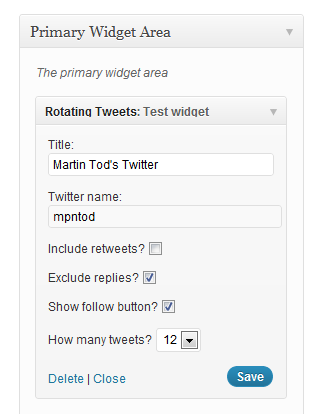 Primary Widget Area
The primary widget area
Rotating Tweets: Test widget
Title:
Martin Tod's Twitter
Twitter name:
mpntod
Include retweets?
Exclude replies?
Show follow button?
How many tweets? 12
Delete | Close Save